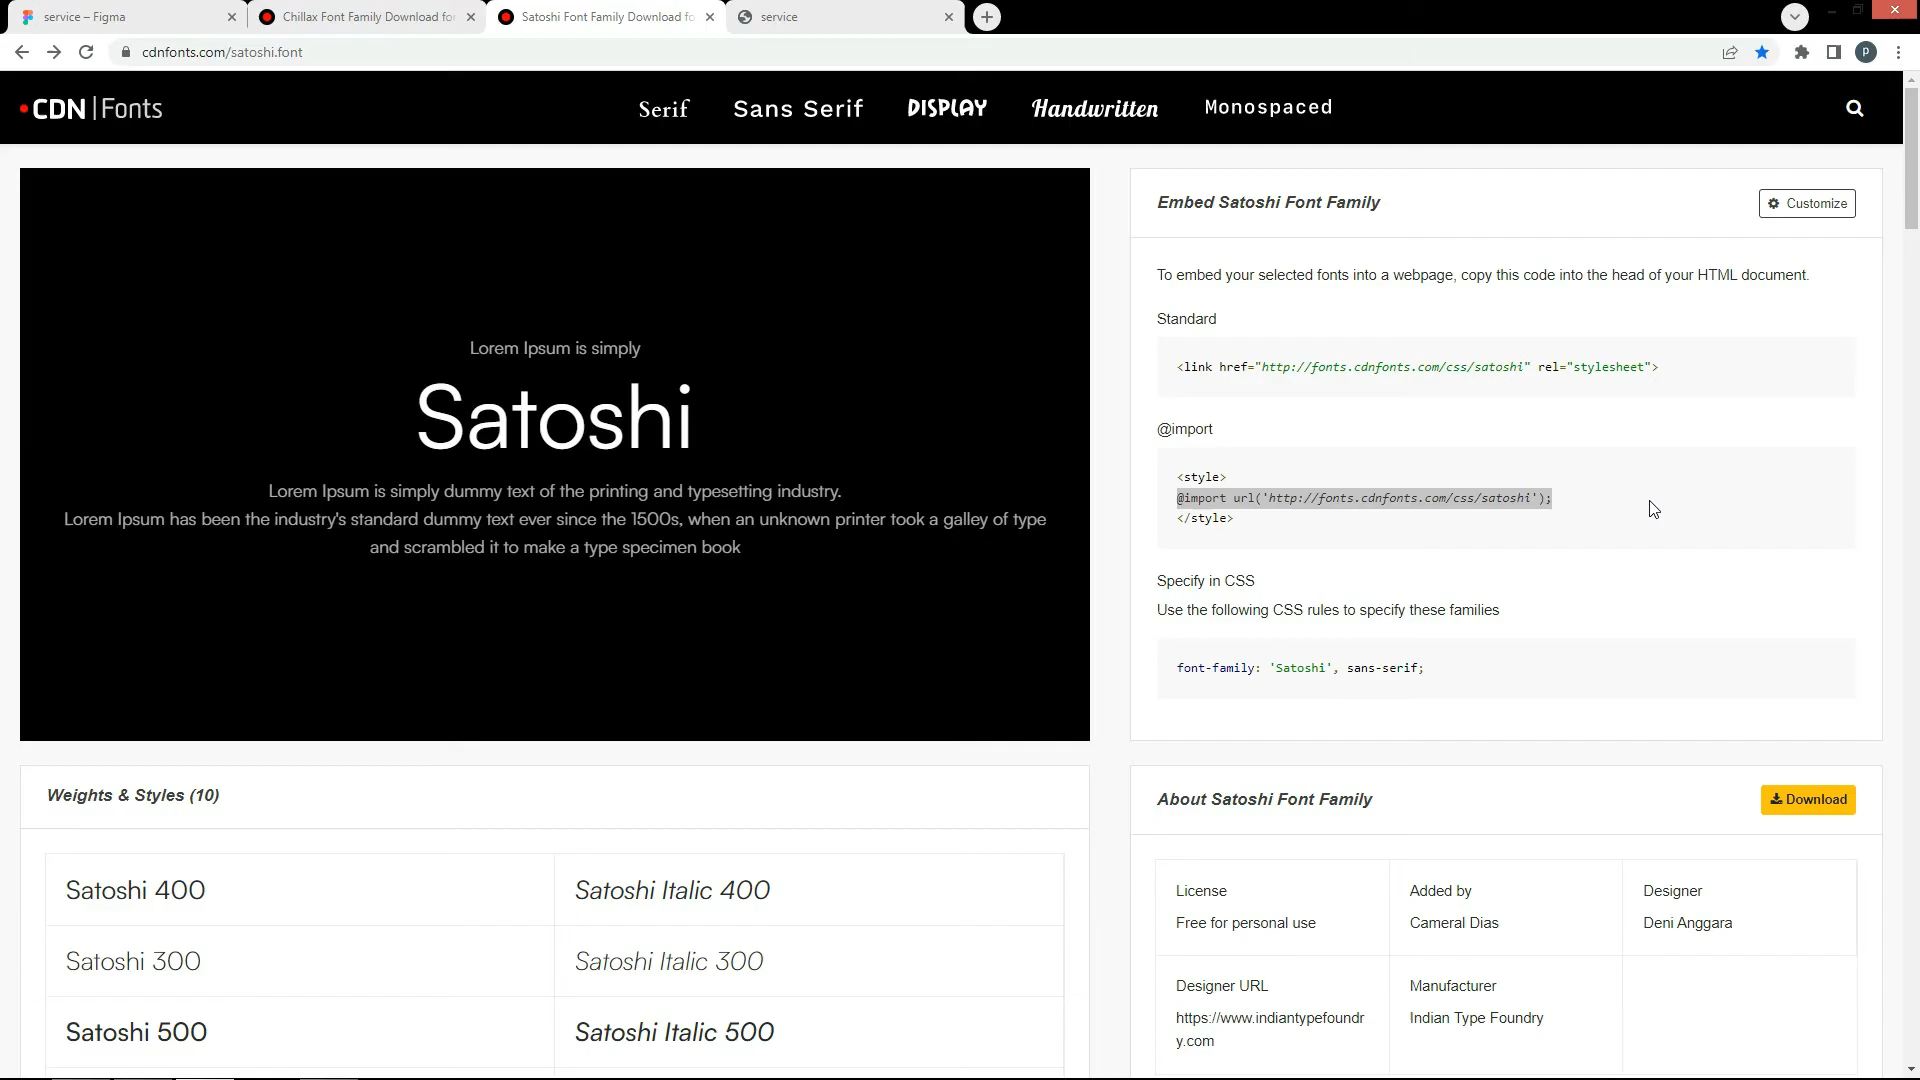 service – Figma
Chillax Font Family Download fo
Satoshi Font Family Download fo
service
cdnfonts.com/satoshi.font
P
CDN|Fonts
Serif
Sans Serif
DISPLAY
Handwritten
Monospaced
Lorem Ipsum is simply
Satoshi
Lorem Ipsum is simply dummy text of the printing and typesetting industry.
Lorem Ipsum has been the industry's standard dummy text ever since the 1500s, when an unknown printer took a galley of type
and scrambled it to make a type specimen book
Embed Satoshi Font Family
Customize
To embed your selected fonts into a webpage, copy this code into the head of your HTML document.
Standard
<link href="http://fonts.cdnfonts.com/css/satoshi" rel="stylesheet">
@import
<style>
@import url('http://fonts.cdnfonts.com/css/satoshi');
</style>
Specify in CSS
Use the following CSS rules to specify these families
font-family: 'Satoshi', sans-serif;
Weights & Styles (10)
Satoshi 400
Satoshi Italic 400
Satoshi 300
Satoshi Italic 300
Satoshi 500
Satoshi Italic 500
About Satoshi Font Family
Download
License
Free for personal use
Added by
Cameral Dias
Designer
Deni Anggara
Designer URL
https://www.indiantypefoundr
y.com
Manufacturer
Indian Type Foundry